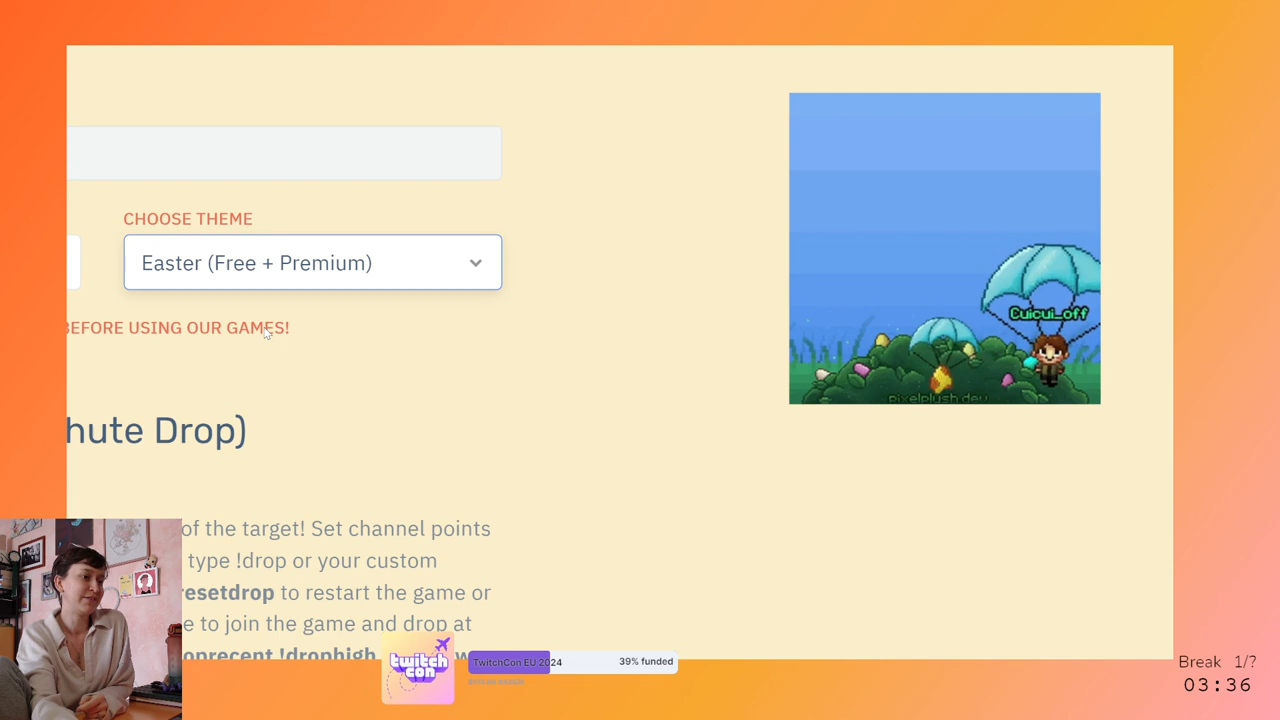 CHOOSE THEME
Easter (Free + Premium)
BEFORE USING OUR GAMES!
hute Drop)
of the target! Set channel points
type !drop or your custom
resetdrop to restart the game or
e to join the game and drop at
oprecent !drophigh
Cuicui_off
pixelplush.dev
twitch
con
TwitchCon EU 2024
39% funded
Break 1/?
03:36